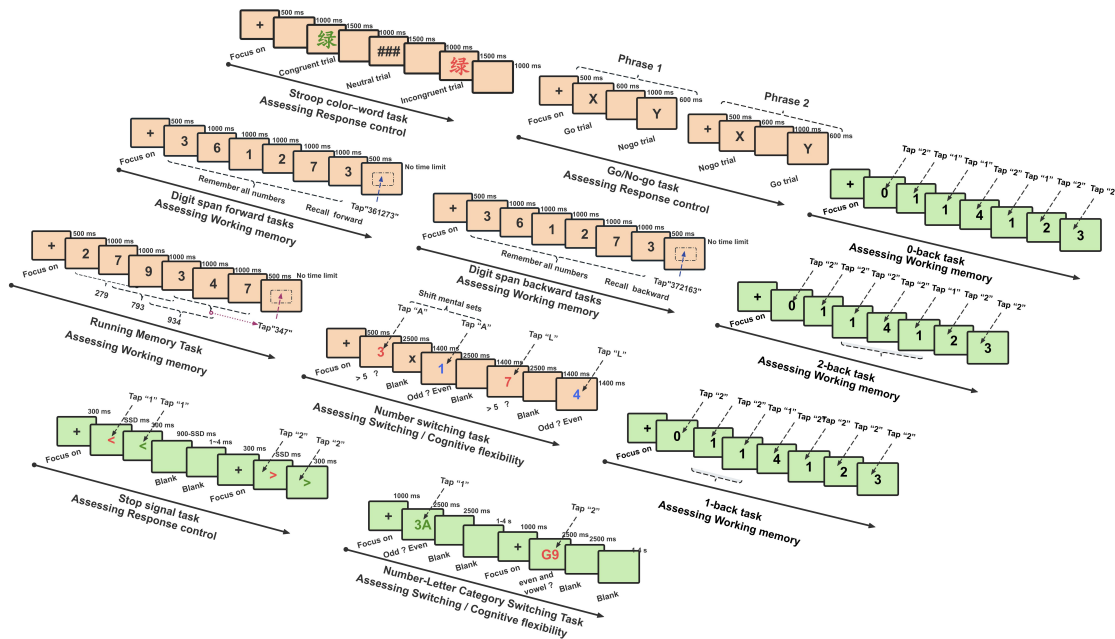 500 ms
1000 ms
1500 ms
1000 ms
1500 ms
1000 ms
1500 ms
1000 ms
+
绿
###
绿
Focus on
Congruent trial
Neutral trial
Incongruent trial
Stroop color–word task
Assessing Response control
Phrase 1
500 ms
600 ms
1000 ms
600 ms
+
X
Y
Focus on
Go trial
Nogo trial
Phrase 2
500 ms
600 ms
1000 ms
600 ms
+
X
Y
Nogo trial
Go trial
Go/No-go task
Assessing Response control
500 ms
1000 ms
1000 ms
1000 ms
1000 ms
1000 ms
500 ms
No time limit
+
3
6
1
2
7
3
Focus on
Remember all numbers
Recall forward
Tap"361273"
Digit span forward tasks
Assessing Working memory
500 ms
1000 ms
1000 ms
1000 ms
1000 ms
1000 ms
500 ms
No time limit
+
3
6
1
2
7
3
Focus on
Remember all numbers
Recall backward
Tap"372163"
Digit span backward tasks
Assessing Working memory
Tap “2” Tap “1” Tap “1” Tap “2” Tap “1” Tap “2” Tap “2
+
0
1
1
4
1
2
3
Focus on
0-back task
Assessing Working memory
500 ms
1000 ms
1000 ms
1000 ms
1000 ms
1000 ms
500 ms
No time limit
+
2
7
9
3
4
7
Focus on
279
793
934
Tap"347"
Running Memory Task
Assessing Working memory
Shift mental sets
Tap “A”
Tap “A”
Tap “L”
Tap “L”
500 ms
2500 ms
1400 ms
2500 ms
1400 ms
2500 ms
1400 ms
1400 ms
+
3
x
1
7
4
Focus on
> 5 ?
Blank
Odd ? Even
Blank
> 5 ?
Blank
Odd ? Even
Number switching task
Assessing Switching / Cognitive flexibility
Tap “2” Tap “2” Tap “2” Tap “2” Tap “1” Tap “2” Tap “2”
+
0
1
1
4
1
2
3
Focus on
2-back task
Assessing Working memory
Tap “1”
Tap “1”
Tap “2”
Tap “2”
300 ms
SSD ms
300 ms
900-SSD ms
1–4 ms
300 ms
SSD ms
300 ms
+
<
<
+
>
>
Focus on
Blank
Blank
Focus on
Stop signal task
Assessing Response control
Tap “1”
Tap “2”
1000 ms
2500 ms
2500 ms
1-4 s
1000 ms
2500 ms
2500 ms
1-4 s
+
3A
+
G9
Focus on
Odd ? Even
Blank
Blank
Focus on
even and
vowel ?
Blank
Blank
Number-Letter Category Switching Task
Assessing Switching / Cognitive flexibility
Tap “2” Tap “2” Tap “1” Tap “2” Tap “2” Tap “2” Tap “2”
+
0
1
1
4
1
2
3
Focus on
1-back task
Assessing Working memory